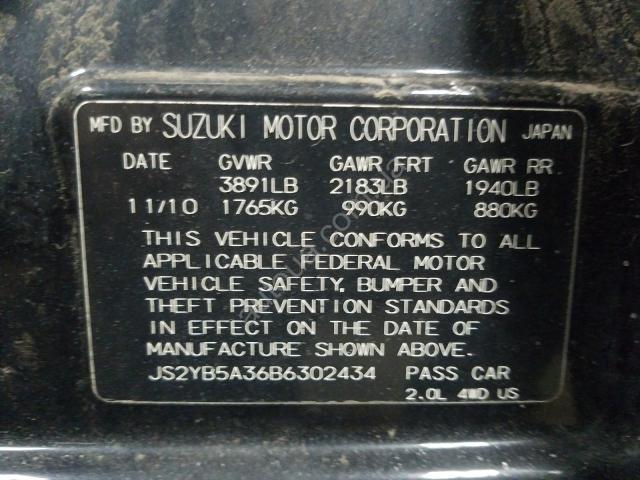 MFD BY SUZUKI MOTOR CORPORATION JAPAN
DATE GVWR GAWR FRT GAWR RR
3891LB 2183LB 1940LB
11/10 1765KG 990KG 880KG
THIS VEHICLE CONFORMS TO ALL
APPLICABLE FEDERAL MOTOR
VEHICLE SAFETY, BUMPER AND
THEFT PREVENTION STANDARDS
IN EFFECT ON THE DATE OF
MANUFACTURE SHOWN ABOVE.
JS2YB5A36B6302434 PASS CAR
2.0L 4WD US